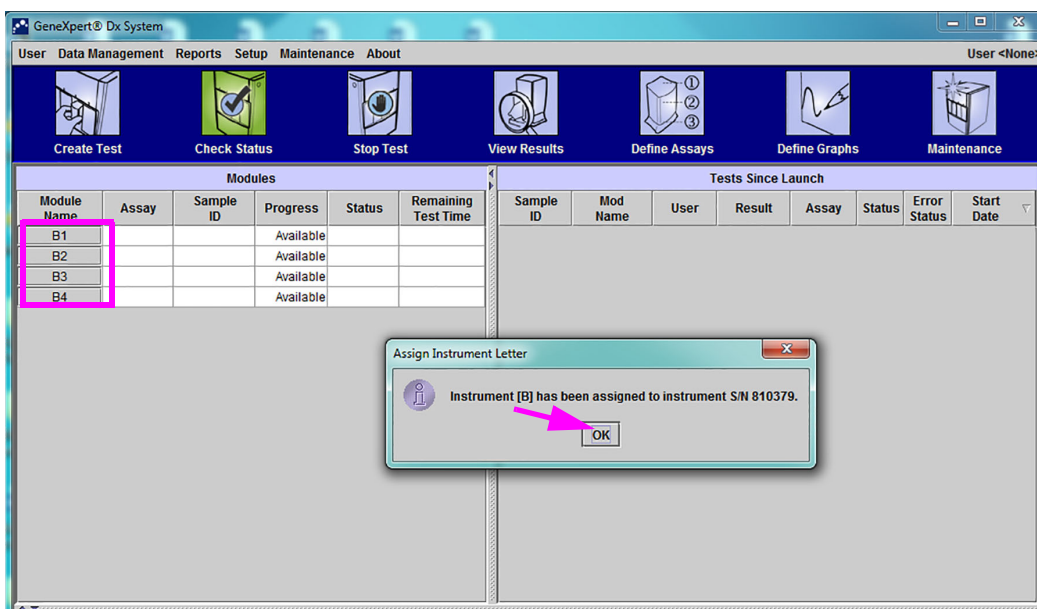 GeneXpert® Dx System
User Data Management Reports Setup Maintenance About User <None>
Create Test Check Status Stop Test View Results Define Assays Define Graphs Maintenance
Modules
Module Name Assay Sample ID Progress Status Remaining Test Time
B1 Available
B2 Available
B3 Available
B4 Available
Tests Since Launch
Sample ID Mod Name User Result Assay Status Error Status Start Date
Assign Instrument Letter
Instrument [B] has been assigned to instrument S/N 810379.
OK